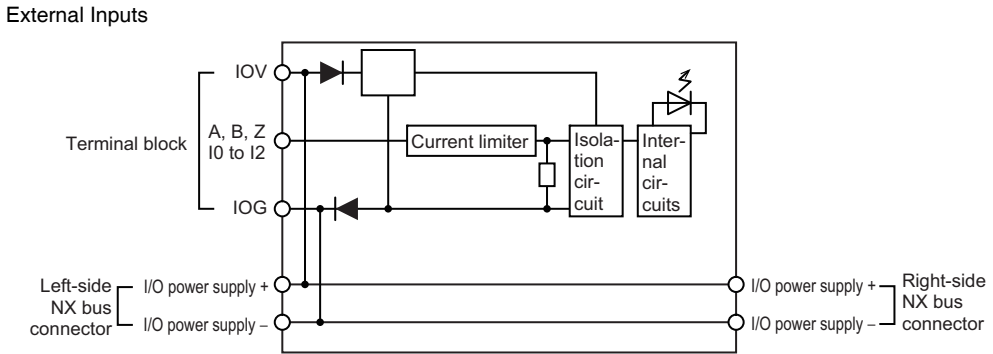 External Inputs
IOV
Terminal block
A, B, Z
I0 to I2
Current limiter
Isola-
tion
cir-
cuit
Inter-
nal
cir-
cuits
IOG
Left-side
NX bus
connector
I/O power supply +
I/O power supply –
I/O power supply +
I/O power supply –
Right-side
NX bus
connector